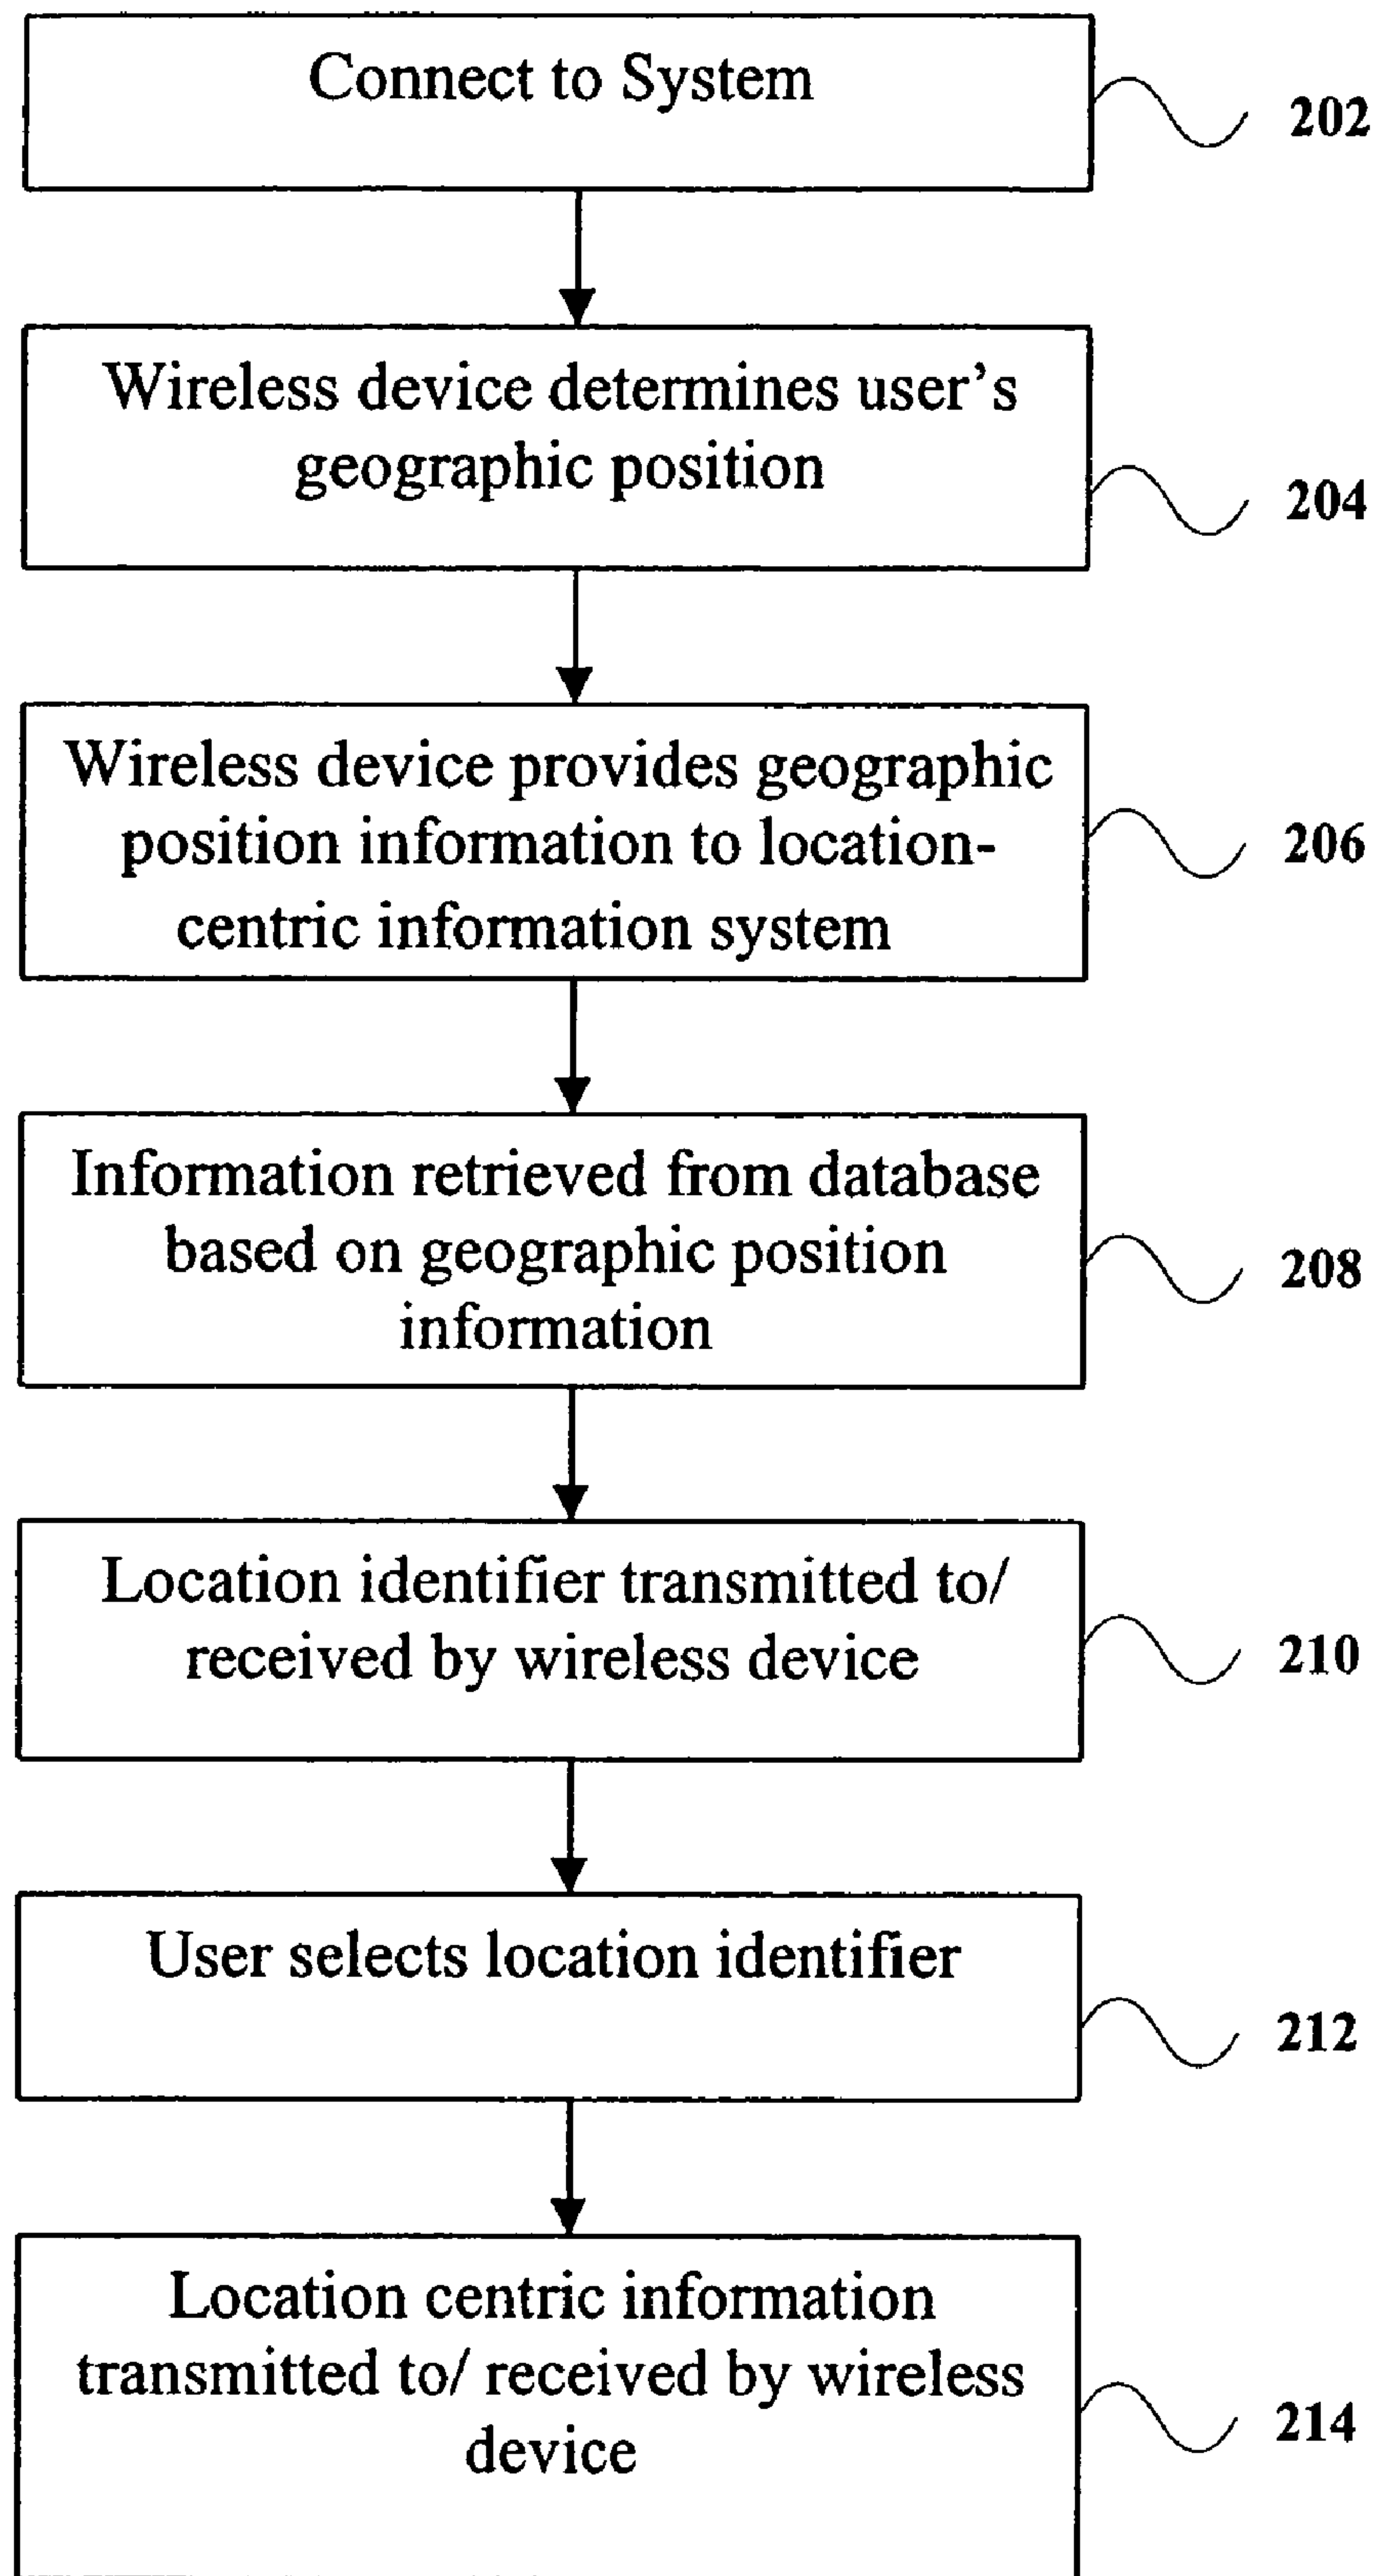 Connect to System
202
Wireless device determines user's
geographic position
204
Wireless device provides geographic
position information to location-
centric information system
206
Information retrieved from database
based on geographic position
information
208
Location identifier transmitted to/
received by wireless device
210
User selects location identifier
212
Location centric information
transmitted to/ received by wireless
device
214